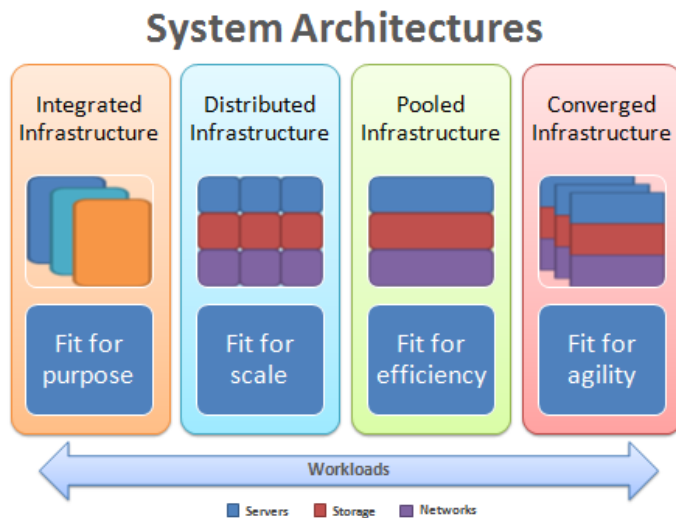 System Architectures
Integrated
Infrastructure
Distributed
Infrastructure
Pooled
Infrastructure
Converged
Infrastructure
Fit for
purpose
Fit for
scale
Fit for
efficiency
Fit for
agility
Workloads
Servers
Storage
Networks